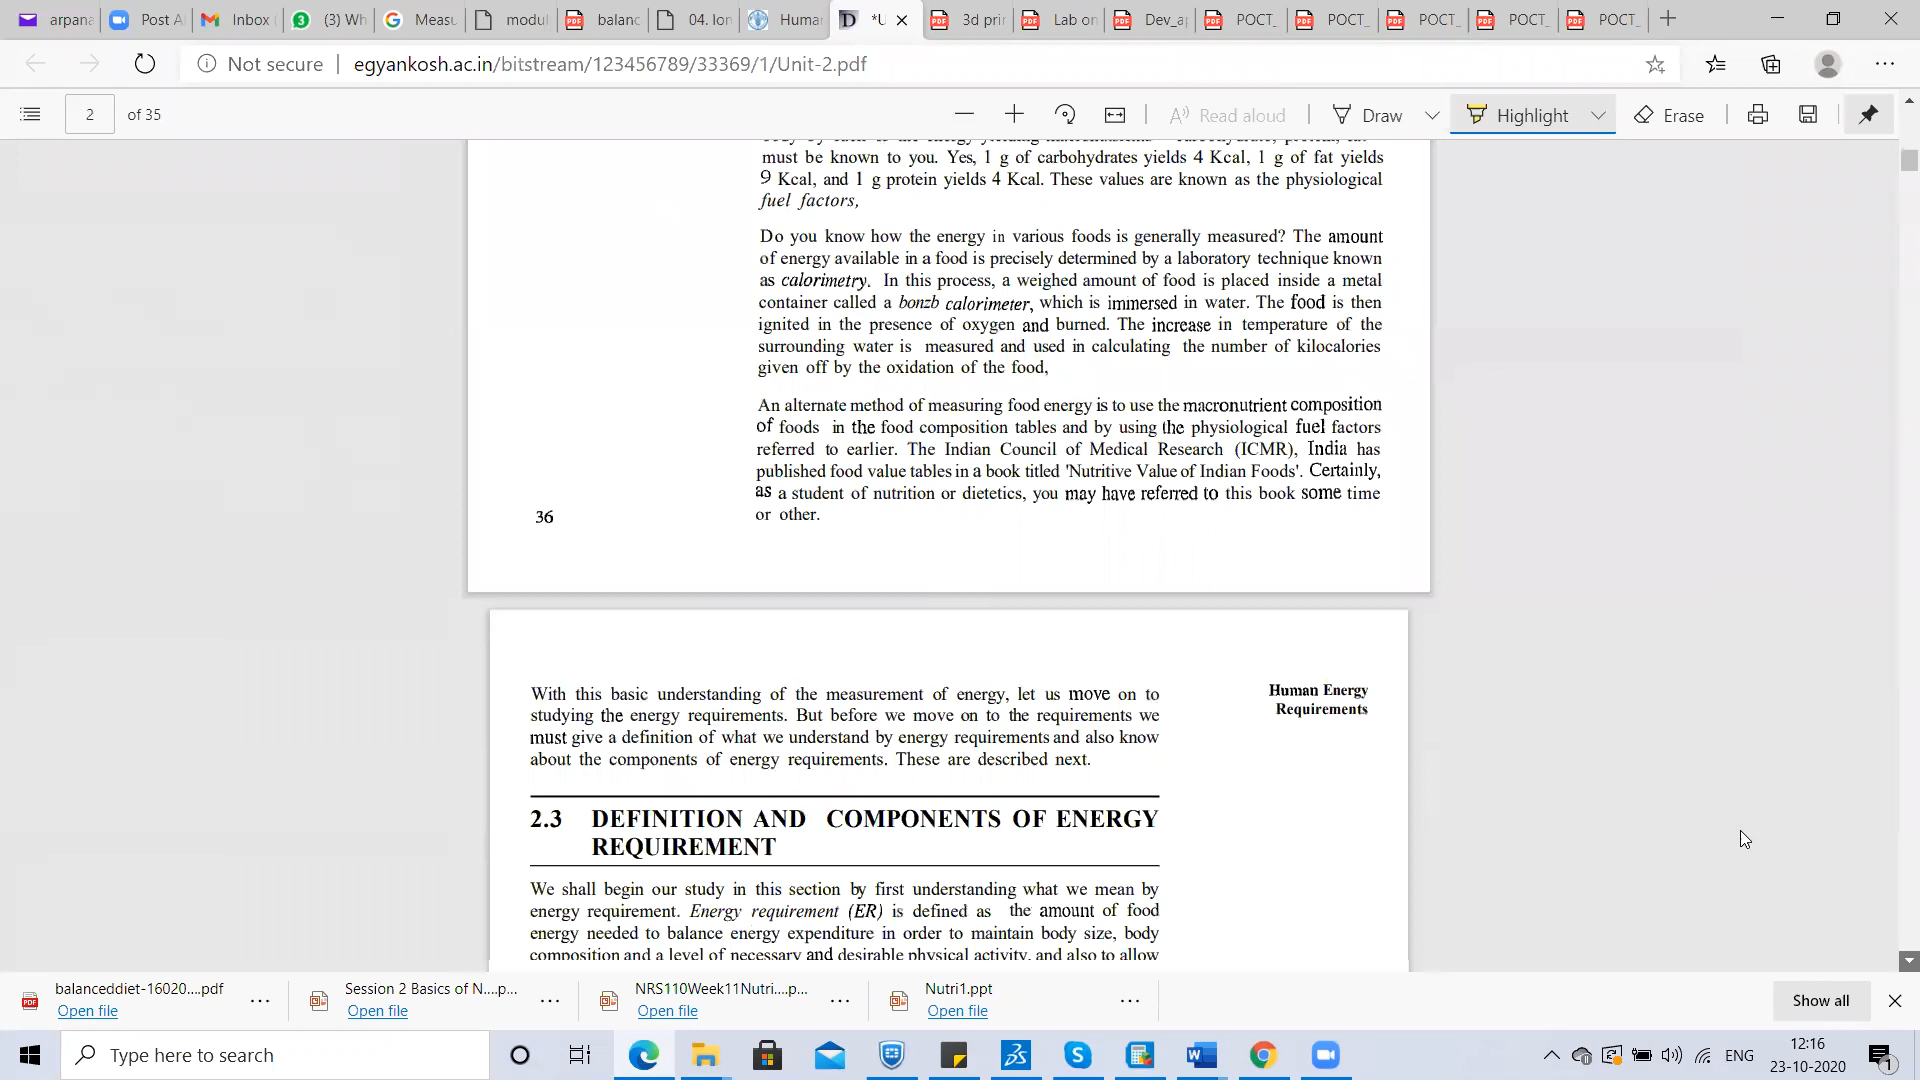 arpana
Post A
Inbox (
(3) Wh
Measu
modul
balanc
04. Ion
Human
*U
3d prin
Lab on
Dev_ap
POCT_
POCT_
POCT_
POCT_
POCT_
Not secure | egyankosh.ac.in/bitstream/123456789/33369/1/Unit-2.pdf
2 of 35
Read aloud
Draw
Highlight
Erase
must be known to you. Yes, 1 g of carbohydrates yields 4 Kcal, 1 g of fat yields
9 Kcal, and 1 g protein yields 4 Kcal. These values are known as the physiological
fuel factors,
Do you know how the energy in various foods is generally measured? The amount
of energy available in a food is precisely determined by a laboratory technique known
as calorimetry. In this process, a weighed amount of food is placed inside a metal
container called a bonzb calorimeter, which is immersed in water. The food is then
ignited in the presence of oxygen and burned. The increase in temperature of the
surrounding water is measured and used in calculating the number of kilocalories
given off by the oxidation of the food,
An alternate method of measuring food energy is to use the macronutrient composition
of foods in the food composition tables and by using the physiological fuel factors
referred to earlier. The Indian Council of Medical Research (ICMR), India has
published food value tables in a book titled 'Nutritive Value of Indian Foods'. Certainly,
as a student of nutrition or dietetics, you may have referred to this book some time
or other.
36
With this basic understanding of the measurement of energy, let us move on to
studying the energy requirements. But before we move on to the requirements we
must give a definition of what we understand by energy requirements and also know
about the components of energy requirements. These are described next.
Human Energy
Requirements
2.3 DEFINITION AND COMPONENTS OF ENERGY
REQUIREMENT
We shall begin our study in this section by first understanding what we mean by
energy requirement. Energy requirement (ER) is defined as the amount of food
energy needed to balance energy expenditure in order to maintain body size, body
composition and a level of necessary and desirable physical activity, and also to allow
balanceddiet-16020....pdf
Open file
Session 2 Basics of N....p...
Open file
NRS110Week11Nutri....p...
Open file
Nutri1.ppt
Open file
Show all
Type here to search
ENG
12:16
23-10-2020
1